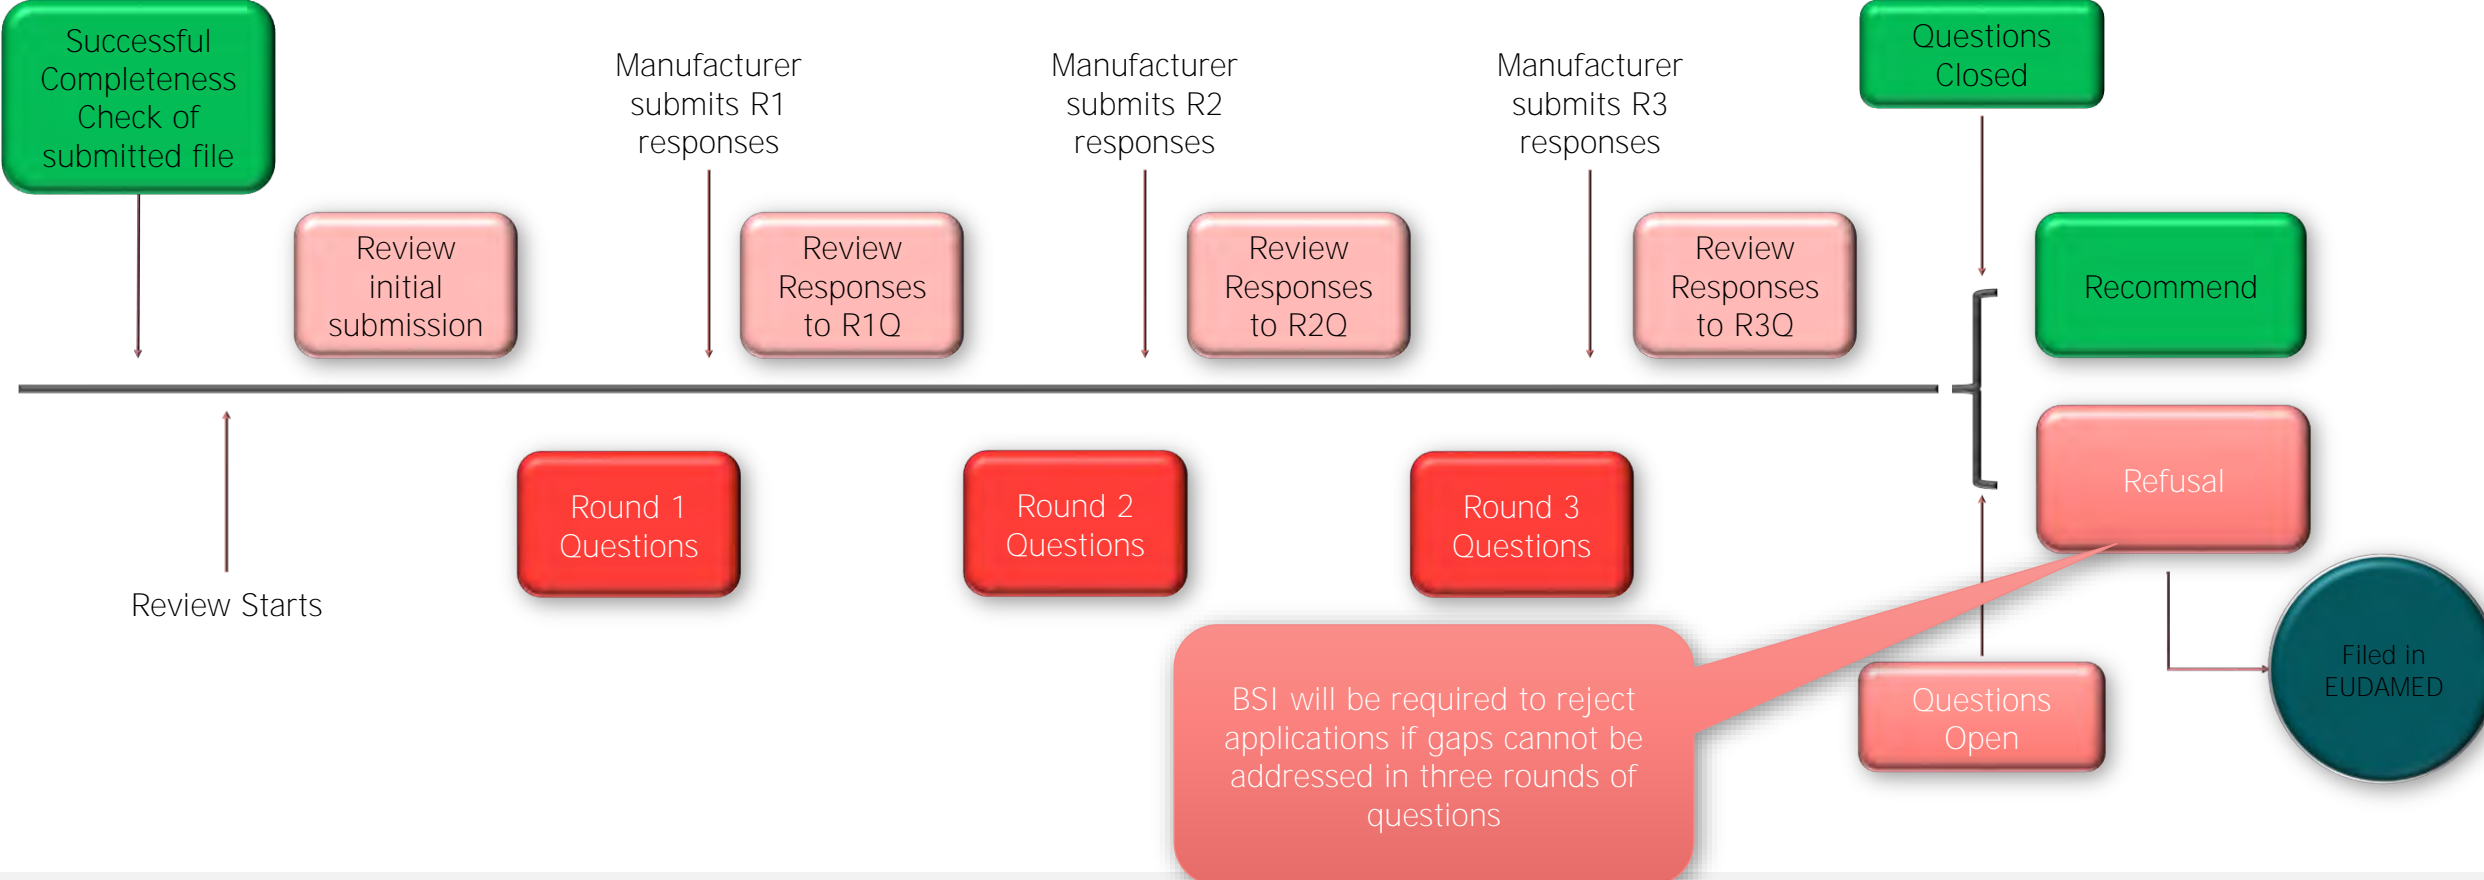 Successful
Completeness
Check of
submitted file
Manufacturer
submits R1
responses
Manufacturer
submits R2
responses
Manufacturer
submits R3
responses
Questions
Closed
Review
initial
submission
Review
Responses
to R1Q
Review
Responses
to R2Q
Review
Responses
to R3Q
Recommend
Review Starts
Round 1
Questions
Round 2
Questions
Round 3
Questions
Refusal
BSI will be required to reject
applications if gaps cannot be
addressed in three rounds of
questions
Questions
Open
Filed in
EUDAMED